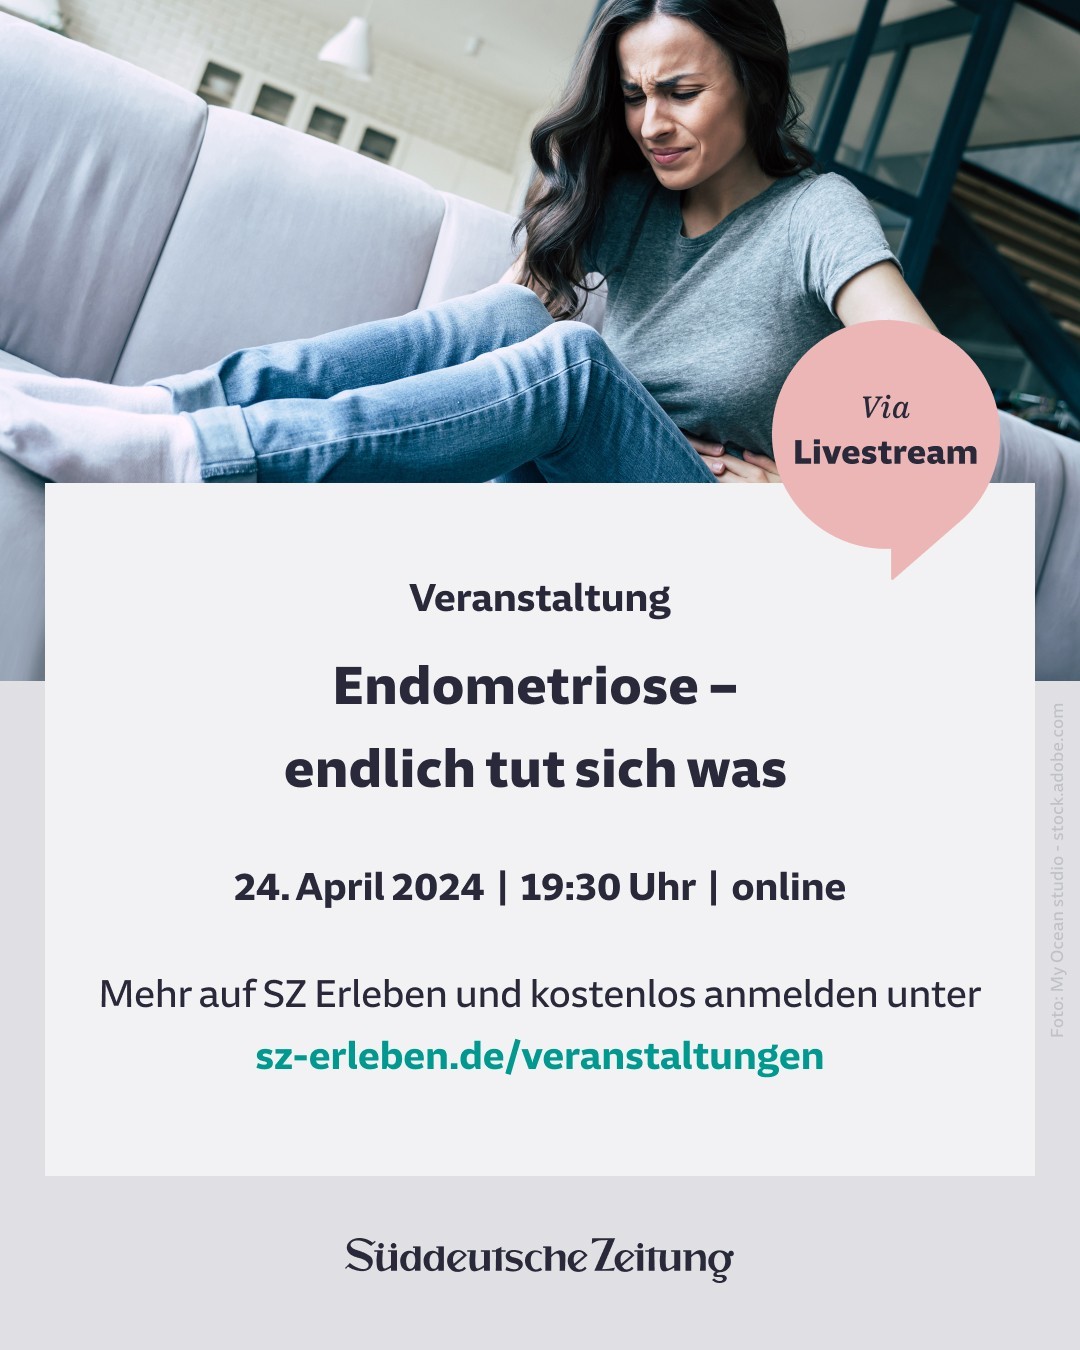 Via
Livestream
Veranstaltung
Endometriose –
endlich tut sich was
24. April 2024 | 19:30 Uhr | online
Mehr auf SZ Erleben und kostenlos anmelden unter
sz-erleben.de/veranstaltungen
Foto: My Ocean studio - stock.adobe.com
Süddeutsche Zeitung